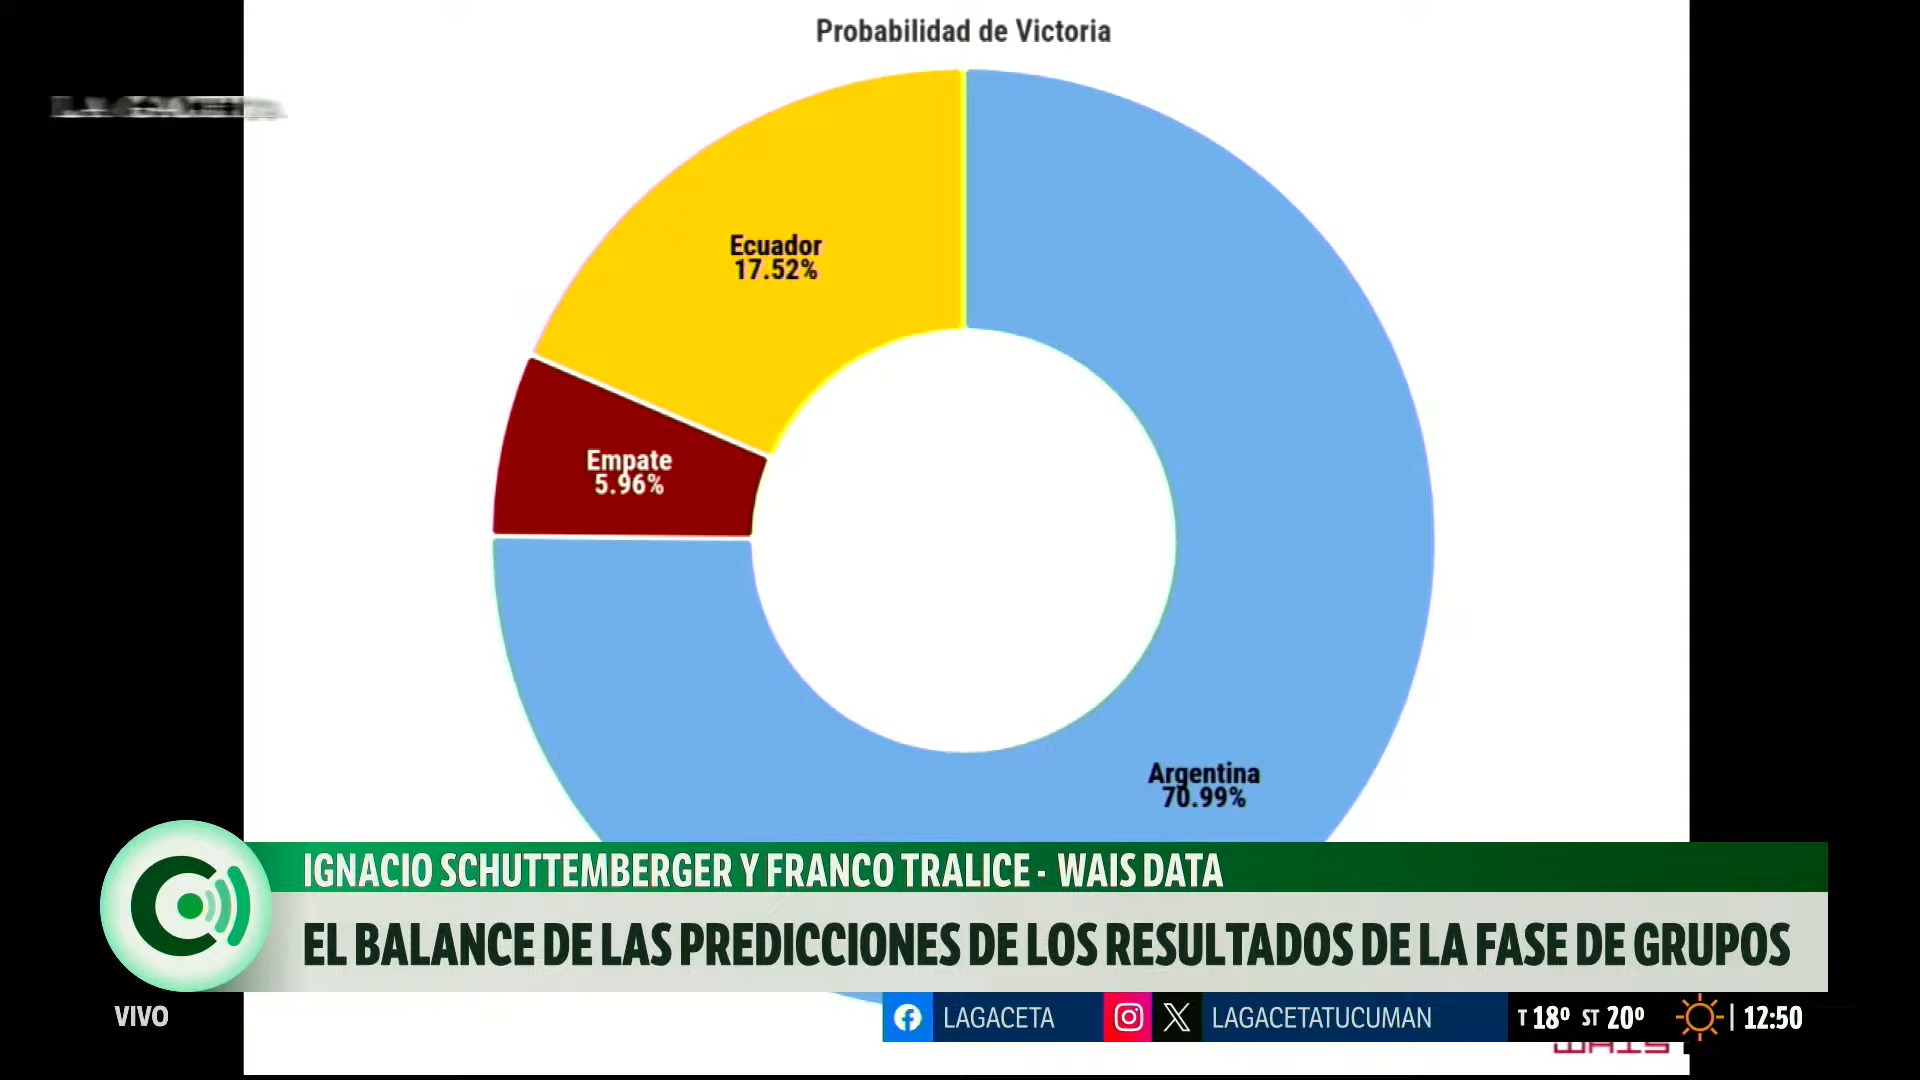 Probabilidad de Victoria
Ecuador
17.52%
Empate
5.96%
Argentina
70.99%
IGNACIO SCHUTTEMBERGER Y FRANCO TRALICE - WAIS DATA
EL BALANCE DE LAS PREDICCIONES DE LOS RESULTADOS DE LA FASE DE GRUPOS
VIVO
LAGACETA
LAGACETATUCUMAN
T 18º ST 20º
12:50
WAIS